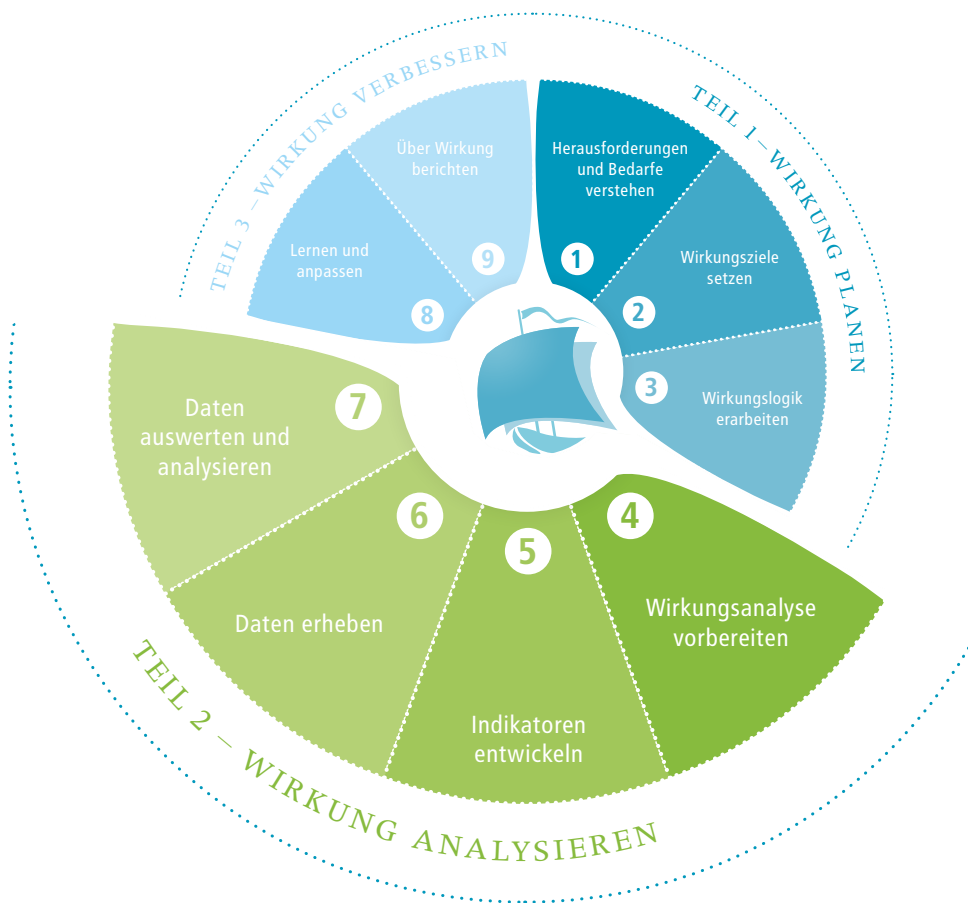 TEIL 1 – WIRKUNG PLANEN
1
Herausforderungen
und Bedarfe
verstehen
2
Wirkungsziele
setzen
3
Wirkungslogik
erarbeiten
TEIL 2 – WIRKUNG ANALYSIEREN
4
Wirkungsanalyse
vorbereiten
5
Indikatoren
entwickeln
6
Daten erheben
7
Daten
auswerten und
analysieren
TEIL 3 – WIRKUNG VERBESSERN
8
Lernen und
anpassen
9
Über Wirkung
berichten